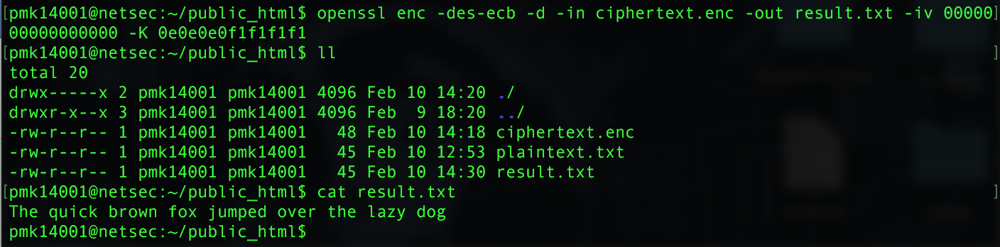 [pmk14001@netsec:~/public_html$ openssl enc -des-ecb -d -in ciphertext.enc -out result.txt -iv 00000]
00000000000 -K 0e0e0e0f1f1f1f1
[pmk14001@netsec:~/public_html$ ll ]
total 20
drwx-----x 2 pmk14001 pmk14001 4096 Feb 10 14:20 ./
drwxr-x--x 3 pmk14001 pmk14001 4096 Feb  9 18:20 ../
-rw-r--r-- 1 pmk14001 pmk14001   48 Feb 10 14:18 ciphertext.enc
-rw-r--r-- 1 pmk14001 pmk14001   45 Feb 10 12:53 plaintext.txt
-rw-r--r-- 1 pmk14001 pmk14001   45 Feb 10 14:30 result.txt
[pmk14001@netsec:~/public_html$ cat result.txt ]
The quick brown fox jumped over the lazy dog
pmk14001@netsec:~/public_html$